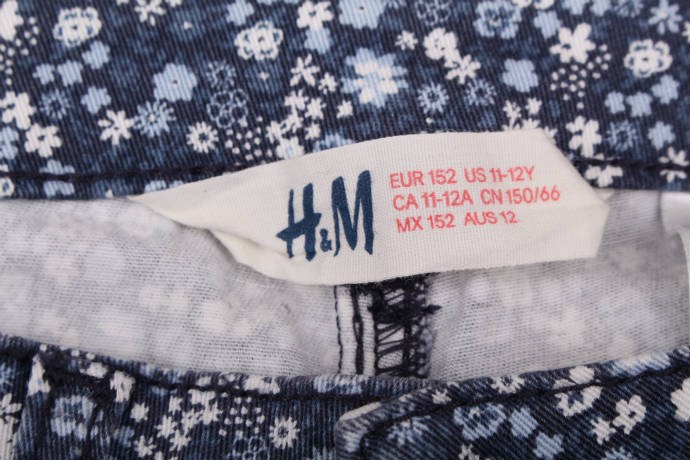 H&M
EUR 152 US 11-12Y
CA 11-12A CN 150/66
MX 152 AUS 12